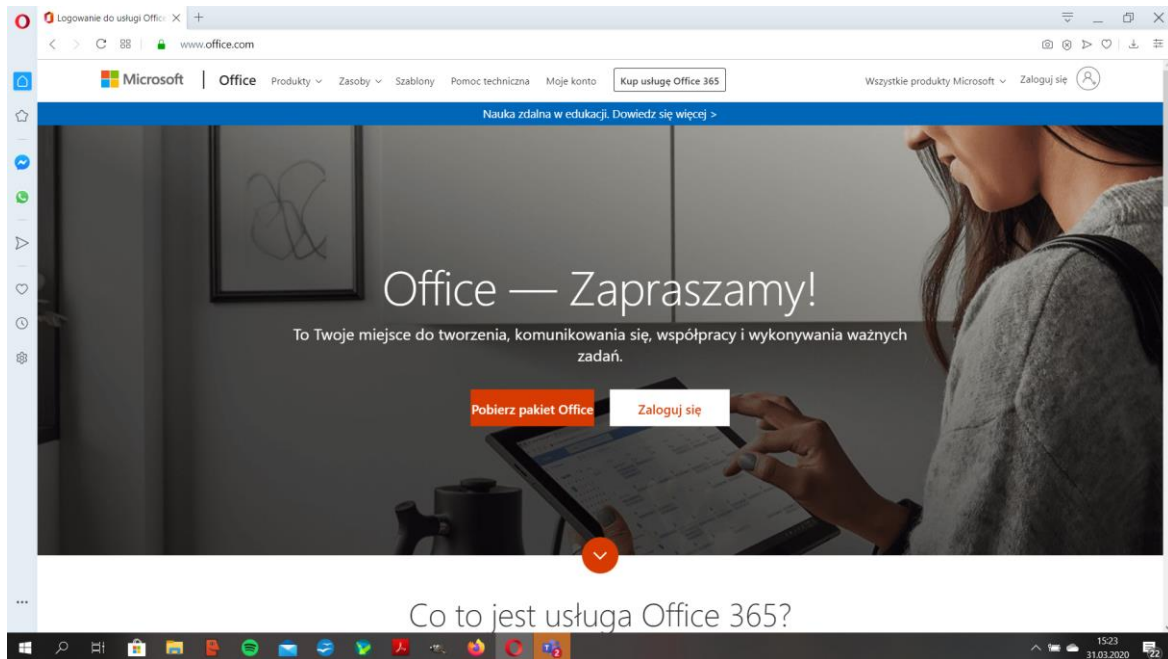 Logowanie do usługi Office
www.office.com
Microsoft
Office
Produkty
Zasoby
Szablony
Pomoc techniczna
Moje konto
Kup usługę Office 365
Wszystkie produkty Microsoft
Zaloguj się
Nauka zdalna w edukacji. Dowiedz się więcej >
Office — Zapraszamy!
To Twoje miejsce do tworzenia, komunikowania się, współpracy i wykonywania ważnych
zadań.
Pobierz pakiet Office
Zaloguj się
Co to jest usługa Office 365?
2
15:23
31.03.2020
22